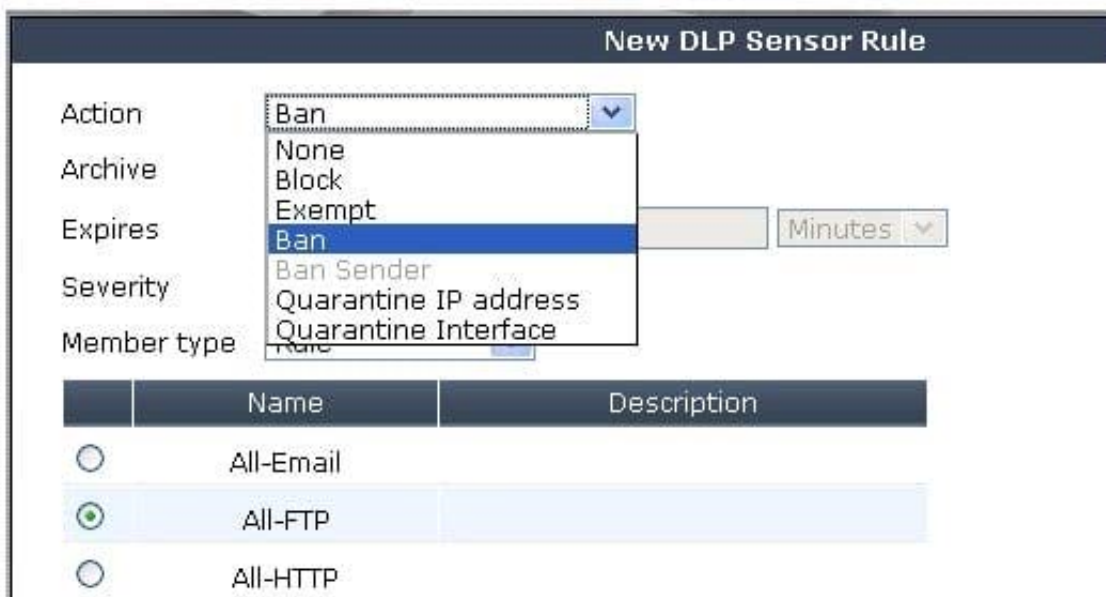 New DLP Sensor Rule
Action
Ban
None
Archive
Block
Exempt
Expires
Minutes
Ban
Ban Sender
Severity
Quarantine IP address
Quarantine Interface
Member type
Rule
Name Description
All-Email
All-FTP
All-HTTP